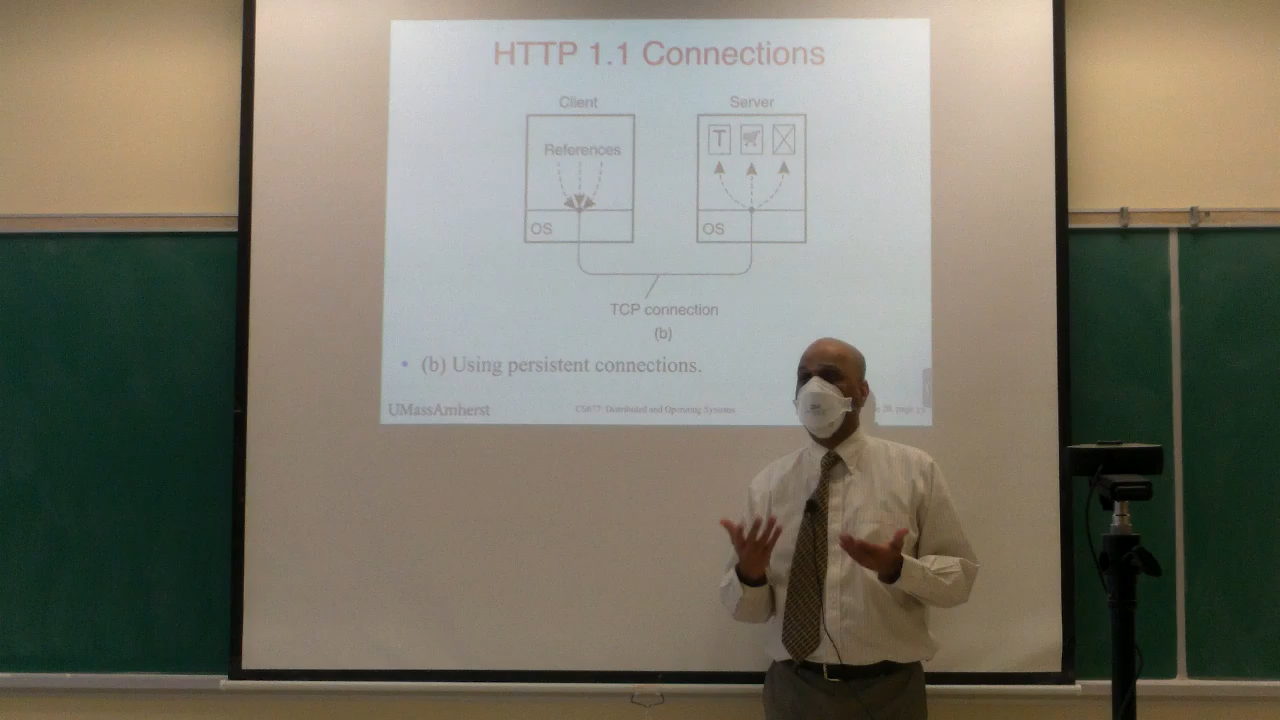 HTTP 1.1 Connections
Client
Server
References
T
OS
OS
TCP connection
(b)
• (b) Using persistent connections.
UMassAmherst
CS677: Distributed and Operating Systems
page